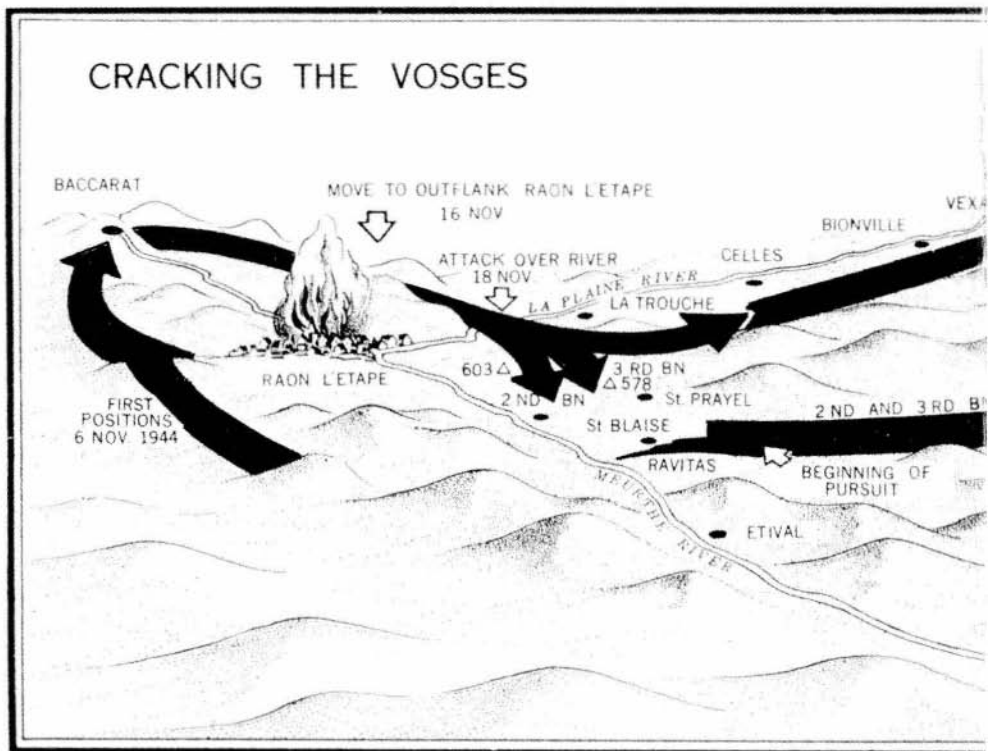 CRACKING THE VOSGES
BACCARAT
MOVE TO OUTFLANK RAON L'ETAPE
16 NOV
VEXA
BIONVILLE
ATTACK OVER RIVER
18 NOV.
CELLES
LA PLAINE RIVER
LA TROUCHE
603
3 RD BN
578
RAON L'ETAPE
2 ND BN
St. PRAYEL
FIRST
POSITIONS
6 NOV. 1944
St BLAISE
2 ND AND 3 RD BN
RAVITAS
BEGINNING OF
PURSUIT
MEURTHE RIVER
ETIVAL